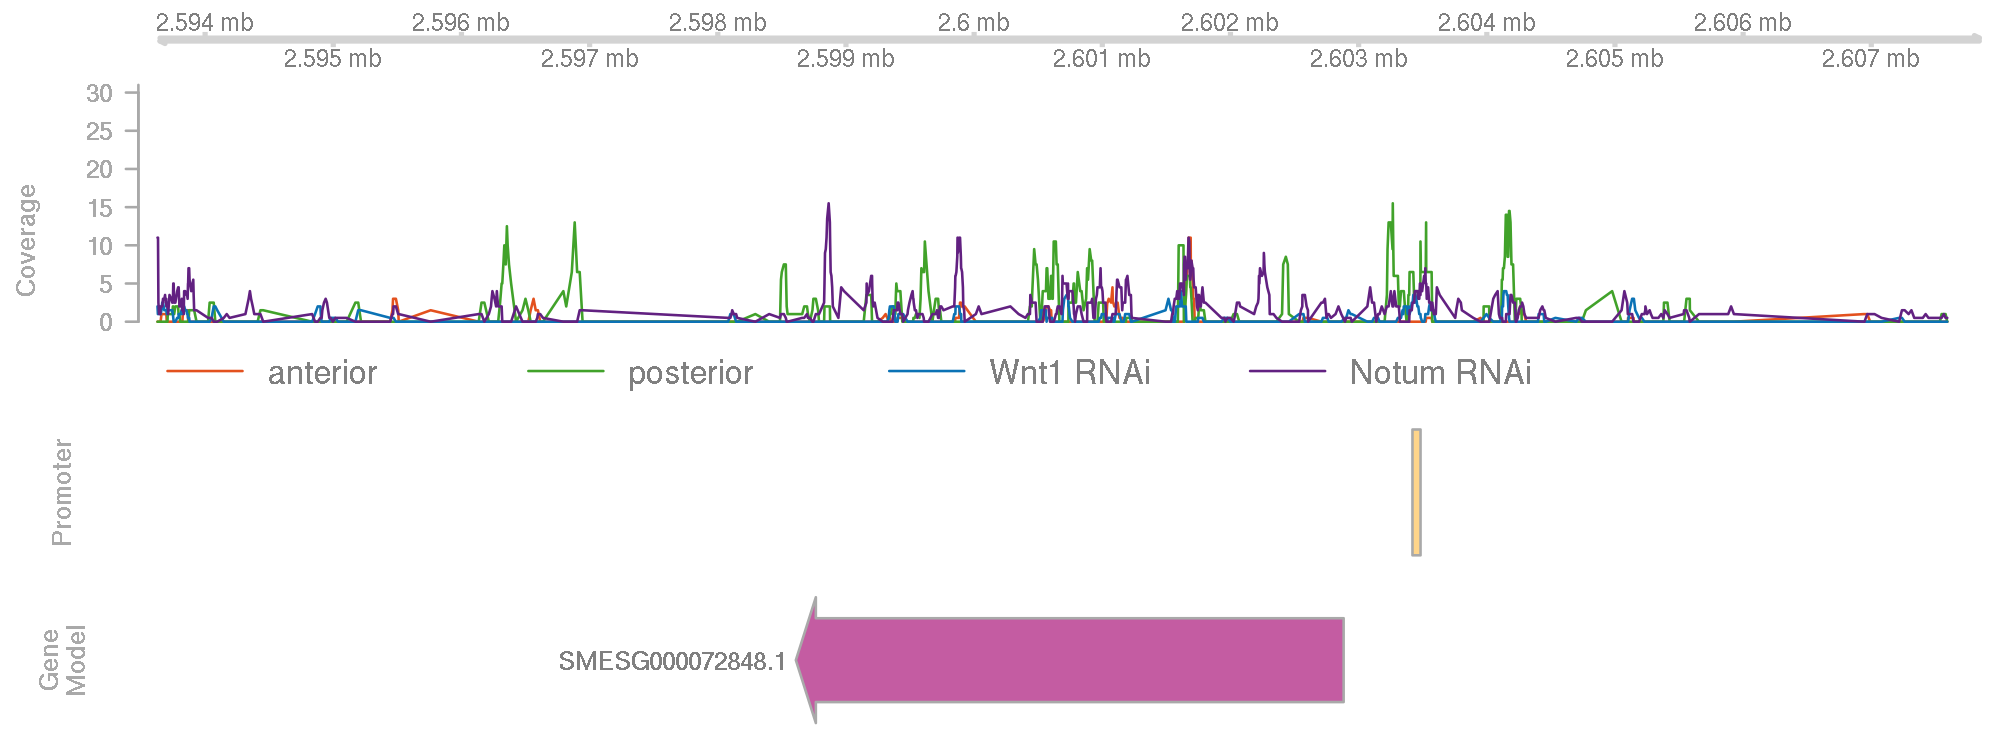 2.594 mb 2.596 mb 2.598 mb 2.6 mb 2.602 mb 2.604 mb 2.606 mb
2.595 mb 2.597 mb 2.599 mb 2.601 mb 2.603 mb 2.605 mb 2.607 mb
Coverage
30
25
20
15
10
5
0
anterior posterior Wnt1 RNAi Notum RNAi
Promoter
Gene
Model
SMESG000072848.1